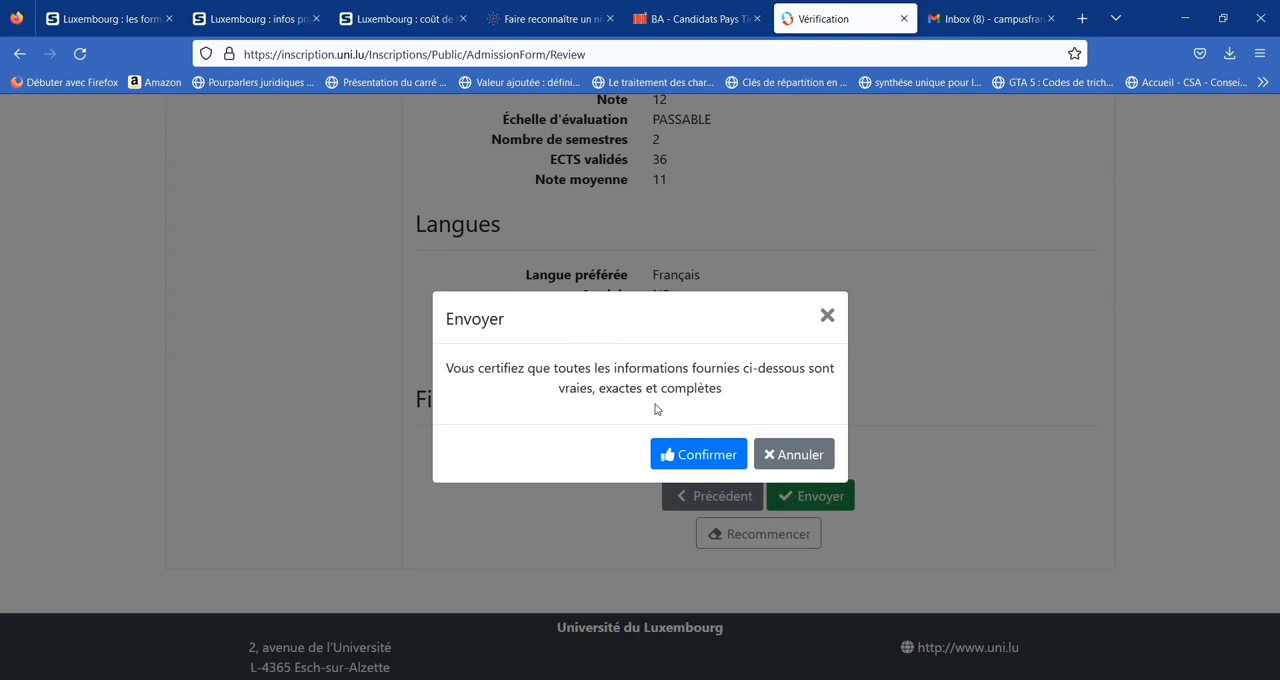 Luxembourg : les form
Luxembourg : infos pr
Luxembourg : coût de
Faire reconnaître un ni
BA - Candidats Pays Ti
Vérification
Inbox (8) - campusfran
https://inscription.uni.lu/Inscriptions/Public/AdmissionForm/Review
Débuter avec Firefox
Amazon
Pourparlers juridiques ...
Présentation du carré ...
Valeur ajoutée : défini...
Le traitement des char...
Clés de répartition en ...
synthèse unique pour l...
GTA 5 : Codes de trich...
Accueil - CSA - Consei...
Note 12
Échelle d'évaluation PASSABLE
Nombre de semestres 2
ECTS validés 36
Note moyenne 11
Langues
Langue préférée Français
Envoyer
Vous certifiez que toutes les informations fournies ci-dessous sont
vraies, exactes et complètes
Fi
Confirmer
Annuler
Précédent
Envoyer
Recommencer
Université du Luxembourg
2, avenue de l'Université
L-4365 Esch-sur-Alzette
http://www.uni.lu